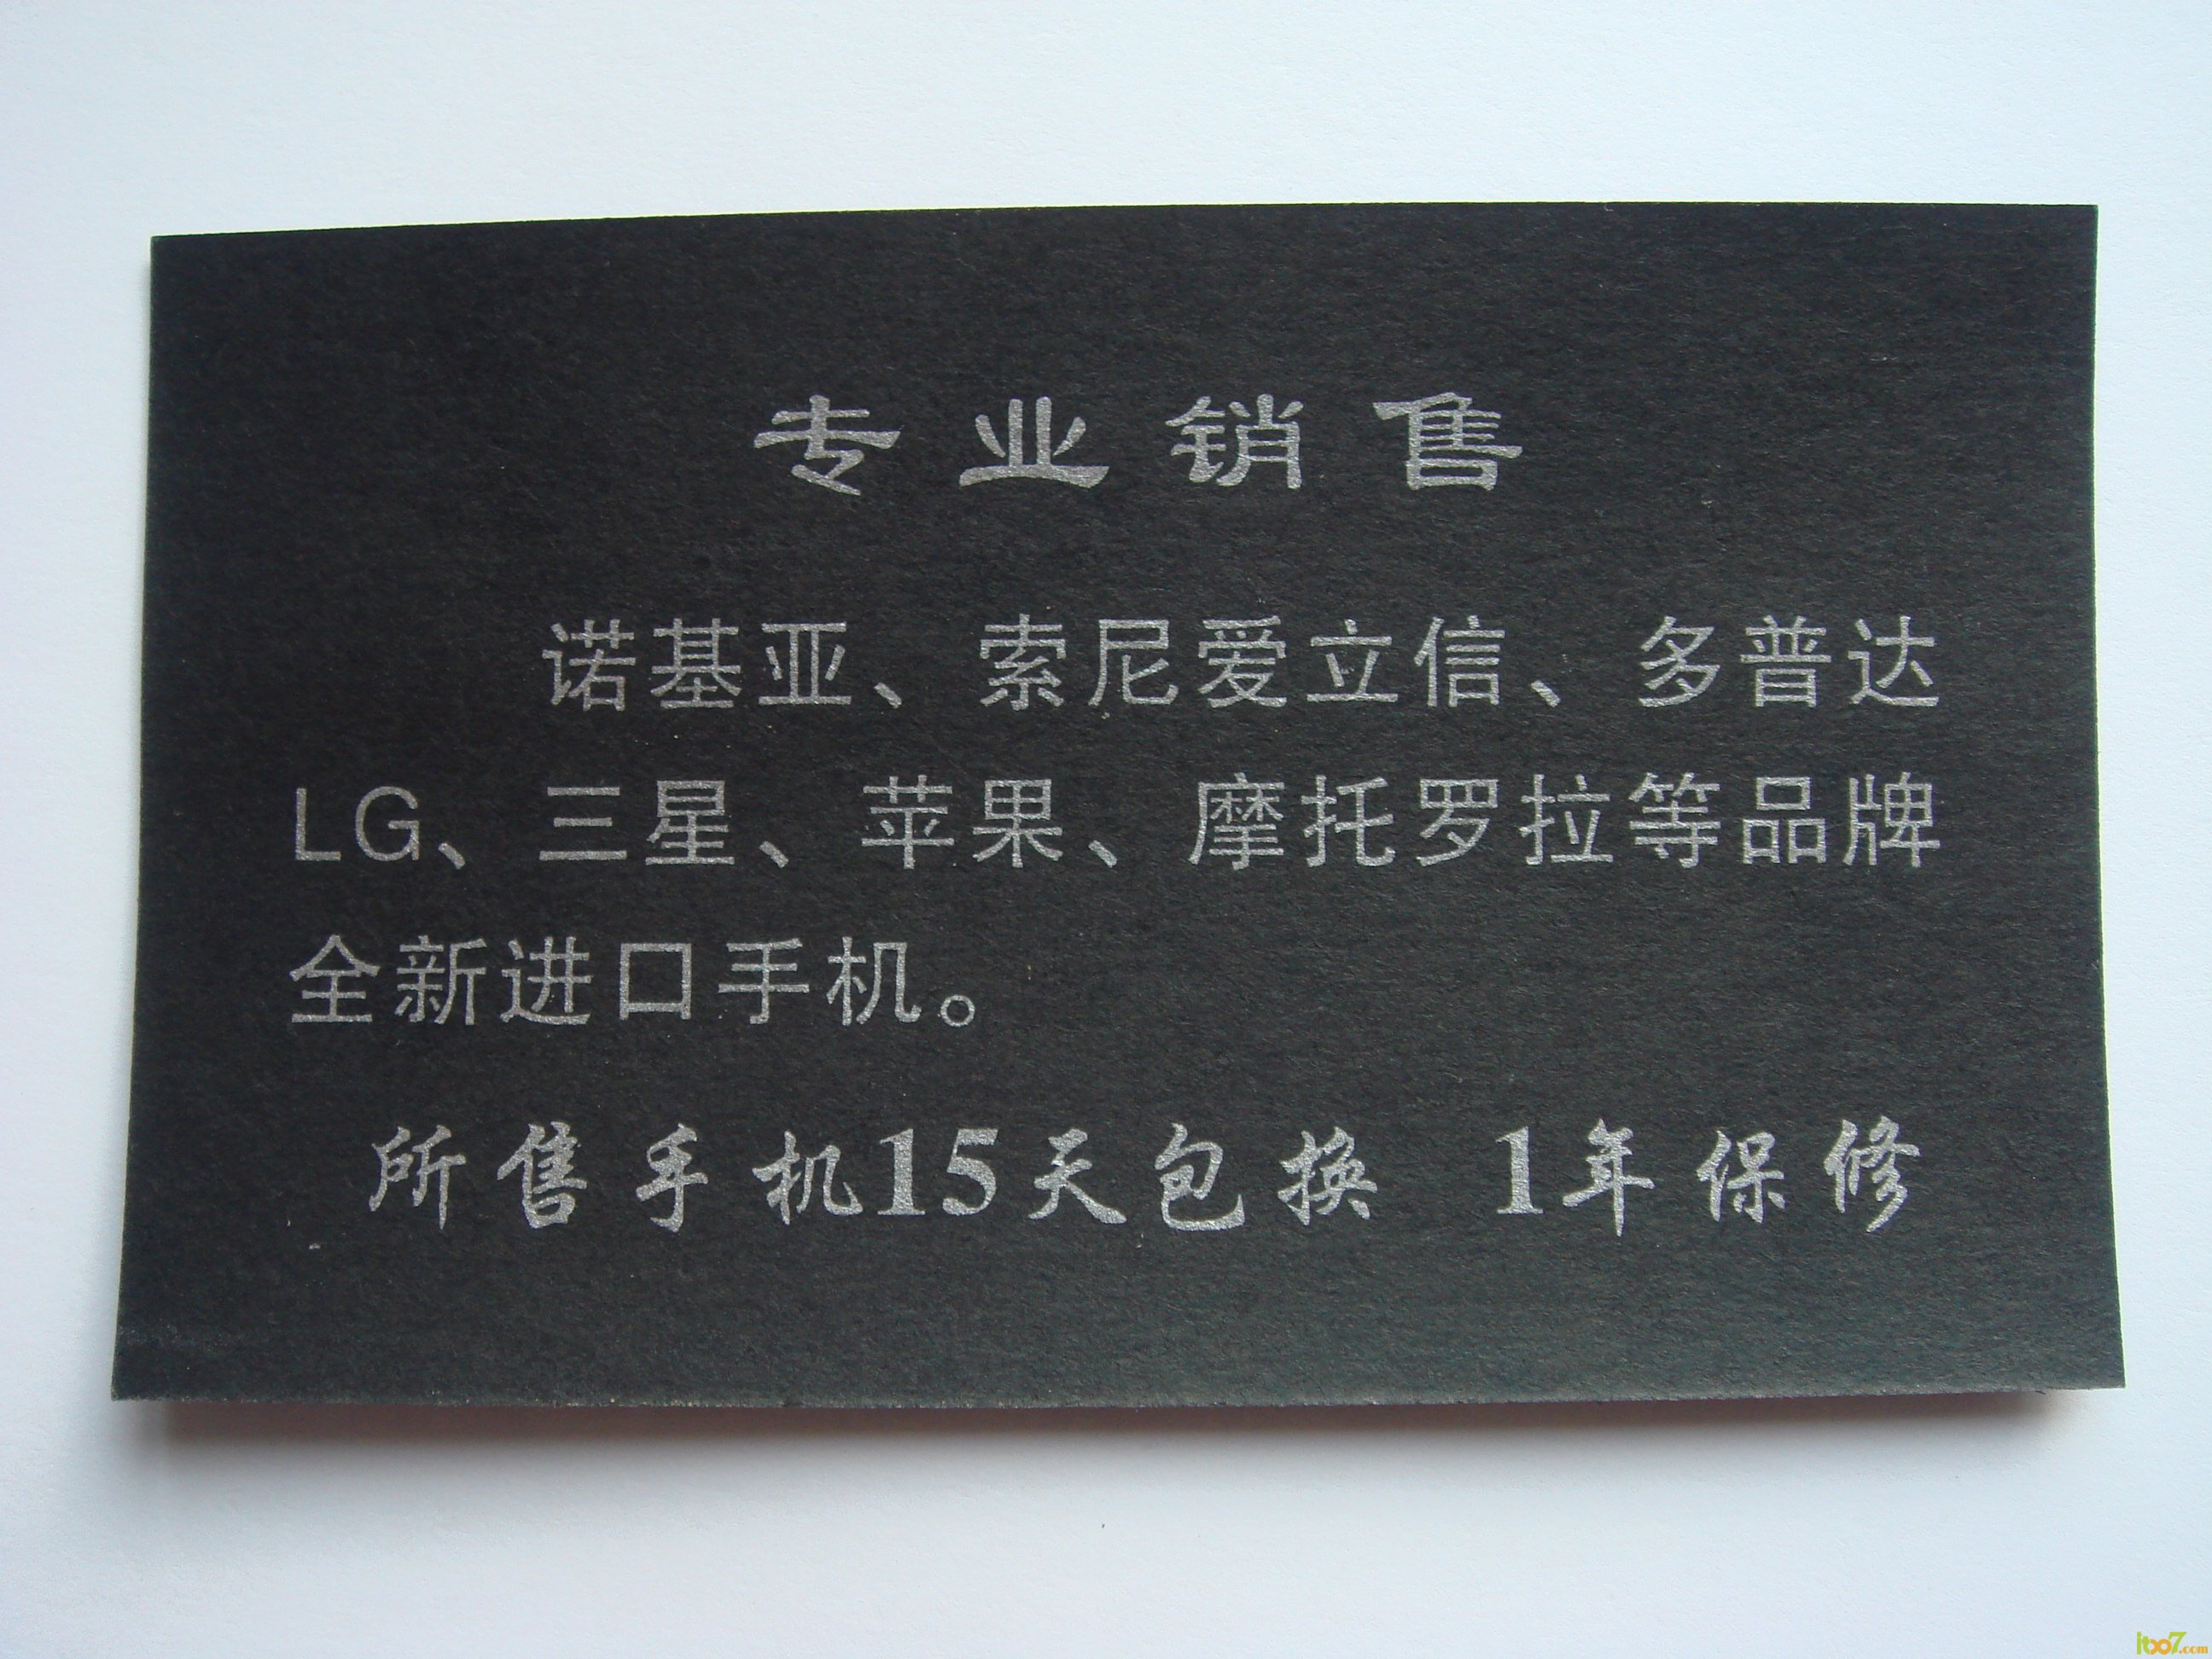 专业销售
诺基亚、索尼爱立信、多普达
LG、三星、苹果、摩托罗拉等品牌
全新进口手机。
所售手机15天包换 1年保修
itoo7.com